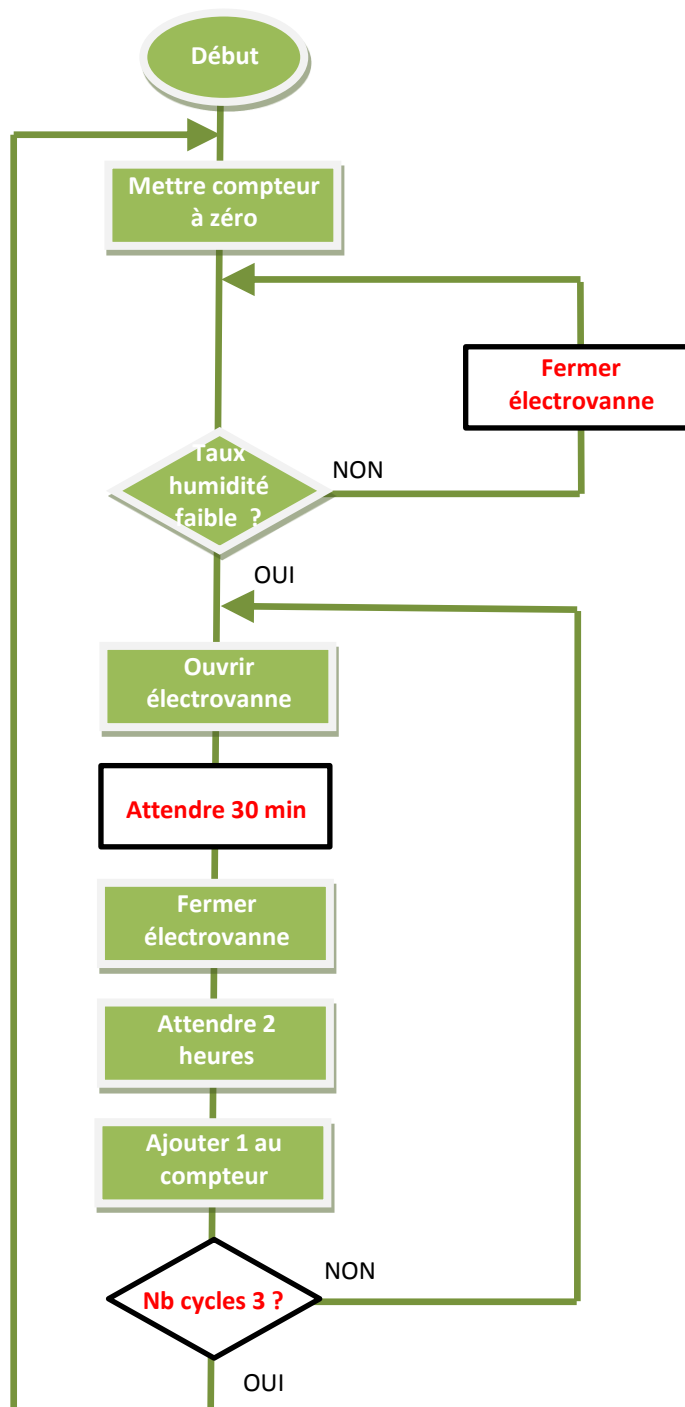 Début
Mettre compteur
à zéro
Fermer
électrovanne
Taux
humidité
faible ?
NON
OUI
Ouvrir
électrovanne
Attendre 30 min
Fermer
électrovanne
Attendre 2
heures
Ajouter 1 au
compteur
Nb cycles 3 ?
NON
OUI